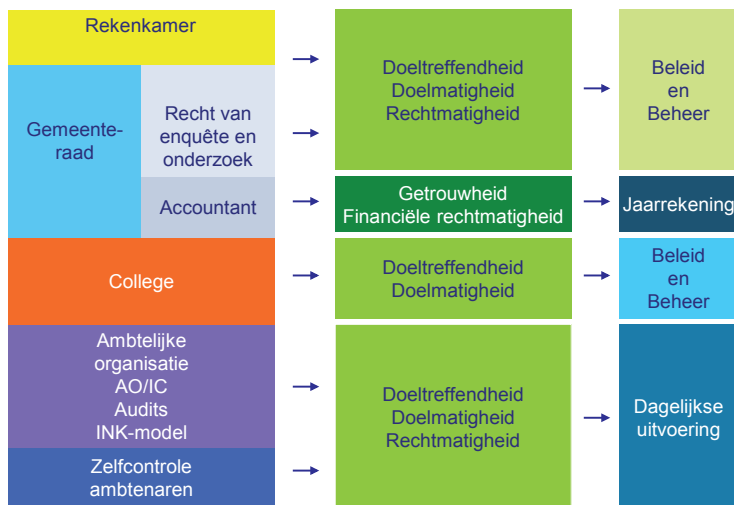 Rekenkamer
Gemeente-
raad
Recht van
enquête en
onderzoek
Accountant
Doeltreffendheid
Doelmatigheid
Rechtmatigheid
Beleid
en
Beheer
Getrouwheid
Financiële rechtmatigheid
Jaarrekening
College
Doeltreffendheid
Doelmatigheid
Beleid
en
Beheer
Ambtelijke
organisatie
AO/IC
Audits
INK-model
Zelfcontrole
ambtenaren
Doeltreffendheid
Doelmatigheid
Rechtmatigheid
Dagelijkse
uitvoering